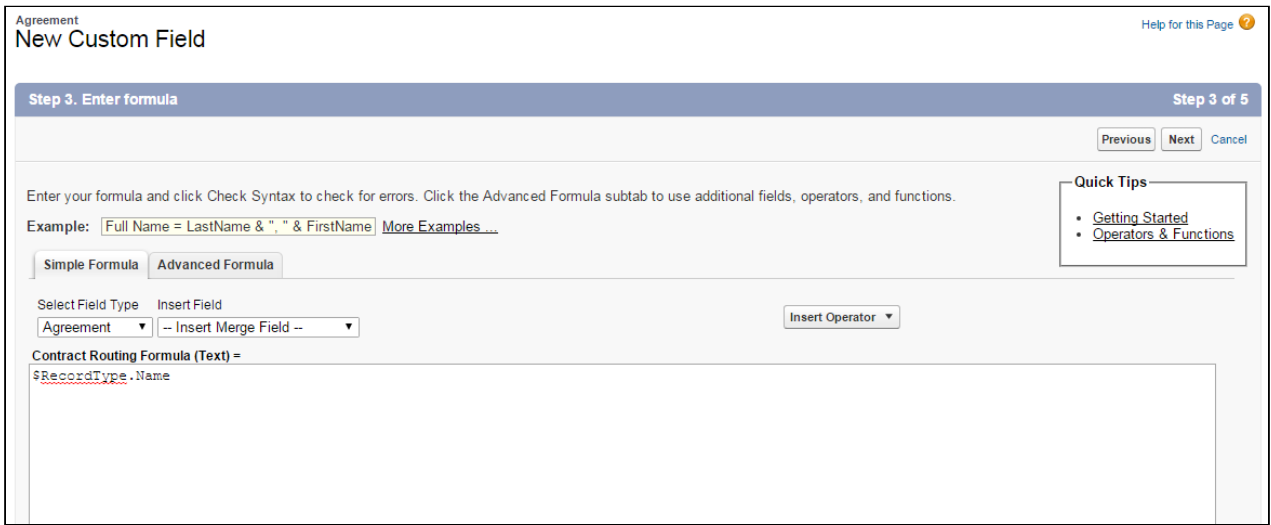 Agreement
New Custom Field
Help for this Page ?
Step 3. Enter formula Step 3 of 5
Previous Next Cancel
Enter your formula and click Check Syntax to check for errors. Click the Advanced Formula subtab to use additional fields, operators, and functions.
Quick Tips
Getting Started
Operators & Functions
Example: Full Name = LastName & ", " & FirstName More Examples ...
Simple Formula Advanced Formula
Select Field Type Insert Field
Agreement -- Insert Merge Field --
Insert Operator
Contract Routing Formula (Text) =
$RecordType.Name